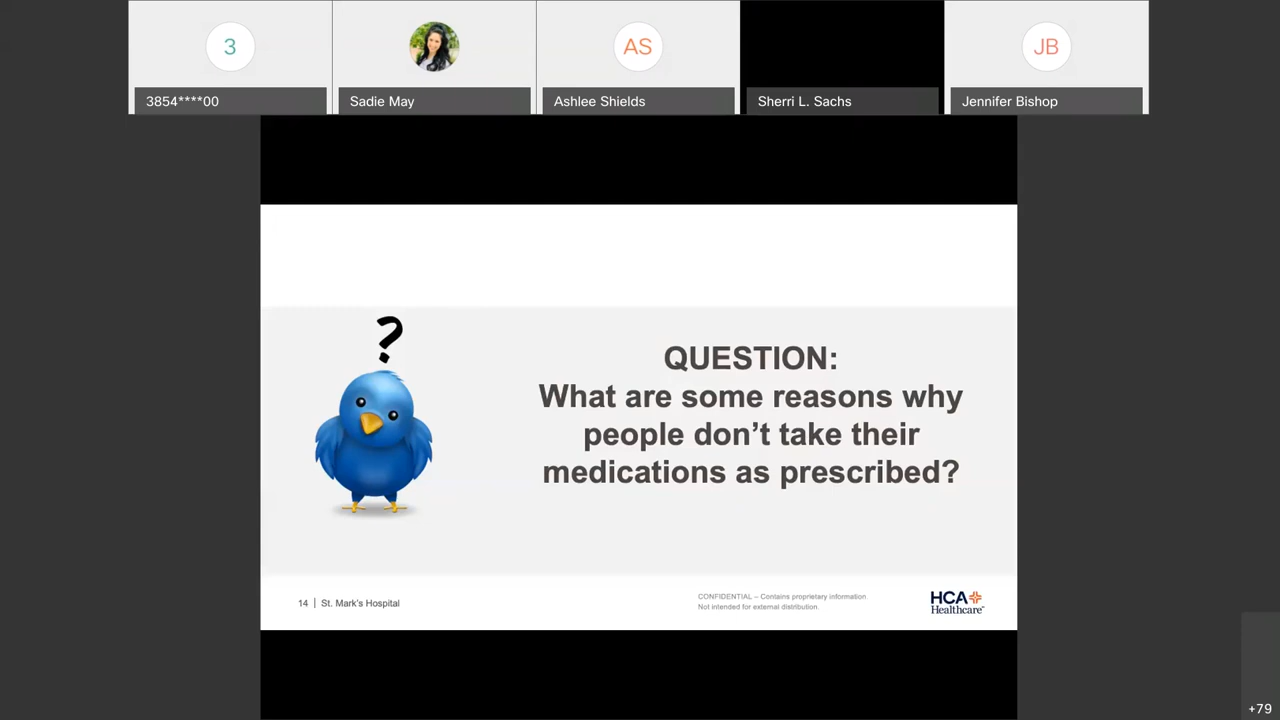 3
AS
JB
3854****00
Sadie May
Ashlee Shields
Sherri L. Sachs
Jennifer Bishop
?
QUESTION:
What are some reasons why
people don’t take their
medications as prescribed?
14 | St. Mark's Hospital
CONFIDENTIAL – Contains proprietary information.
Not intended for external distribution.
HCA
Healthcare
+79